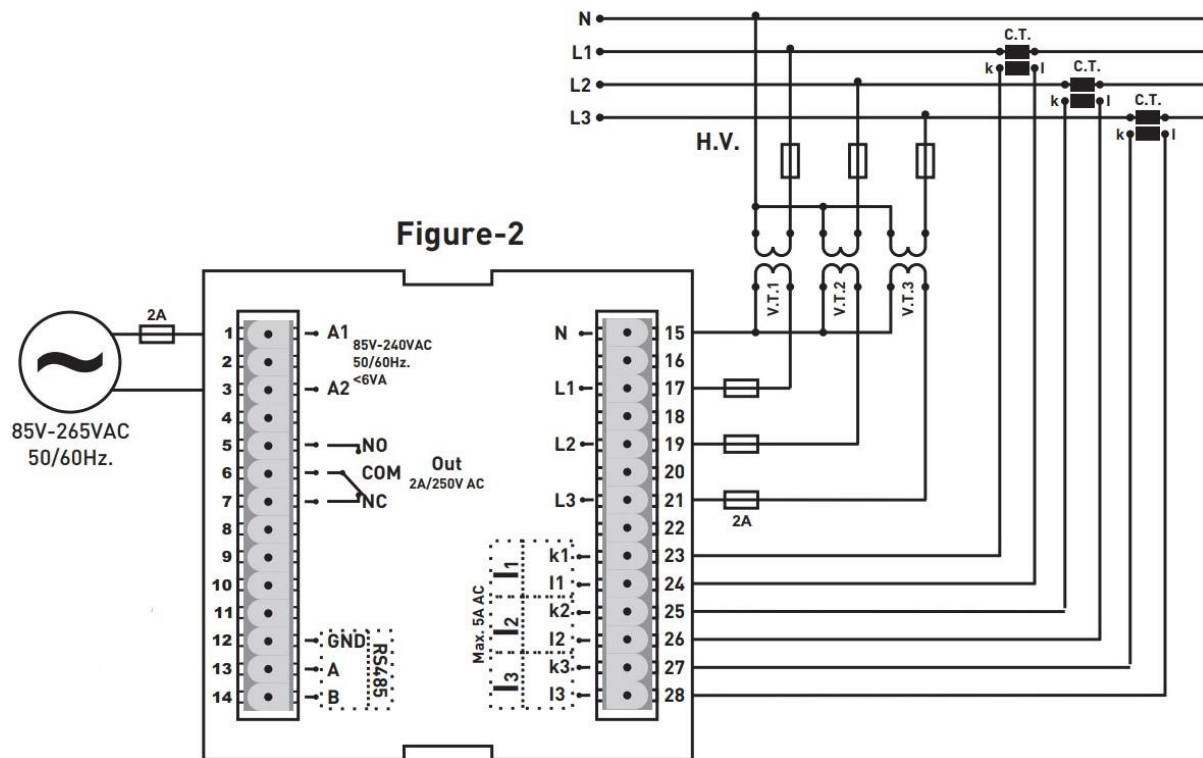 N
L1
L2
L3
C.T.
k l
C.T.
k l
C.T.
k l
H.V.
Figure-2
V.T.1
V.T.2
V.T.3
2A
85V-265VAC
50/60Hz.
1 A1
2
3 A2
85V-240VAC
50/60Hz.
<6VA
4
5 NO
6 COM
7 NC
Out
2A/250V AC
8
9
10
11
12 GND
13 A
14 B
RS485
N 15
16
L1 17
18
L2 19
20
L3 21
2A
22
k1 23
l1 24
k2 25
l2 26
k3 27
l3 28
I1
I2
I3
Max. 5A AC